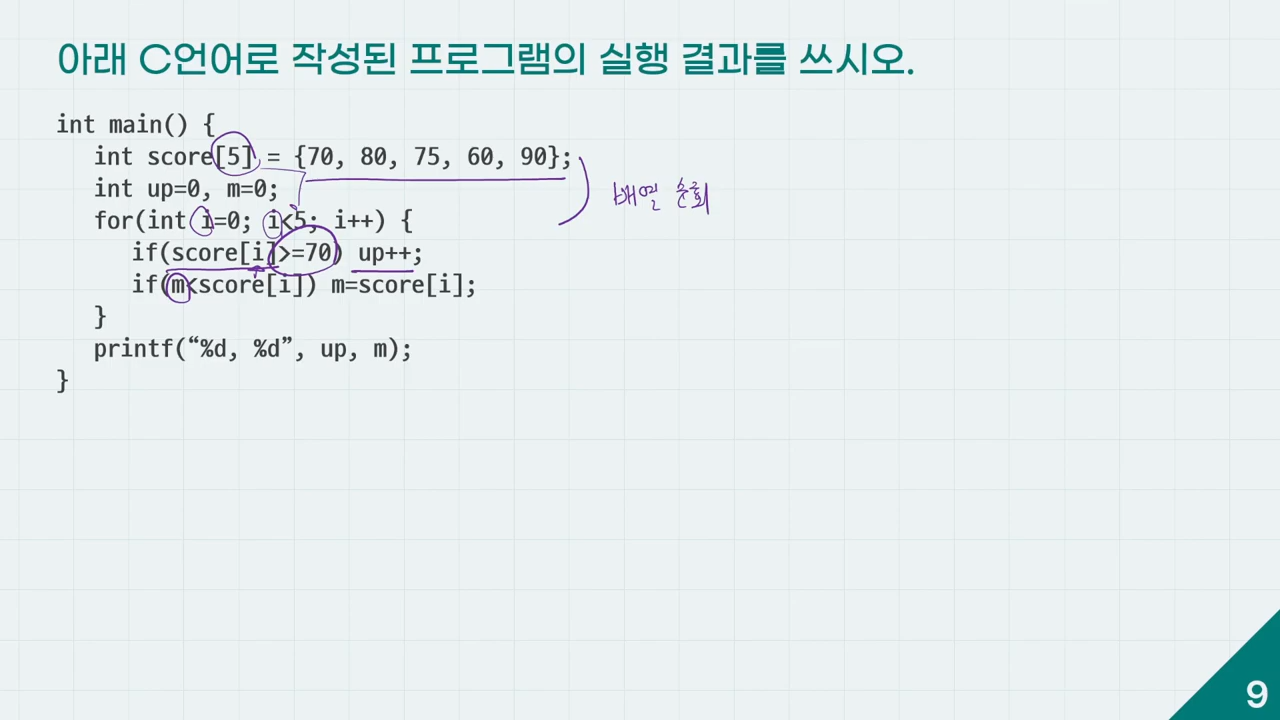 아래 C언어로 작성된 프로그램의 실행 결과를 쓰시오.
int main() {
int score[5] = {70, 80, 75, 60, 90};
int up=0, m=0;
배열 순회
for(int i=0; i<5; i++) {
if(score[i]>=70) up++;
if(m<score[i]) m=score[i];
}
printf(“%d, %d”, up, m);
}
9